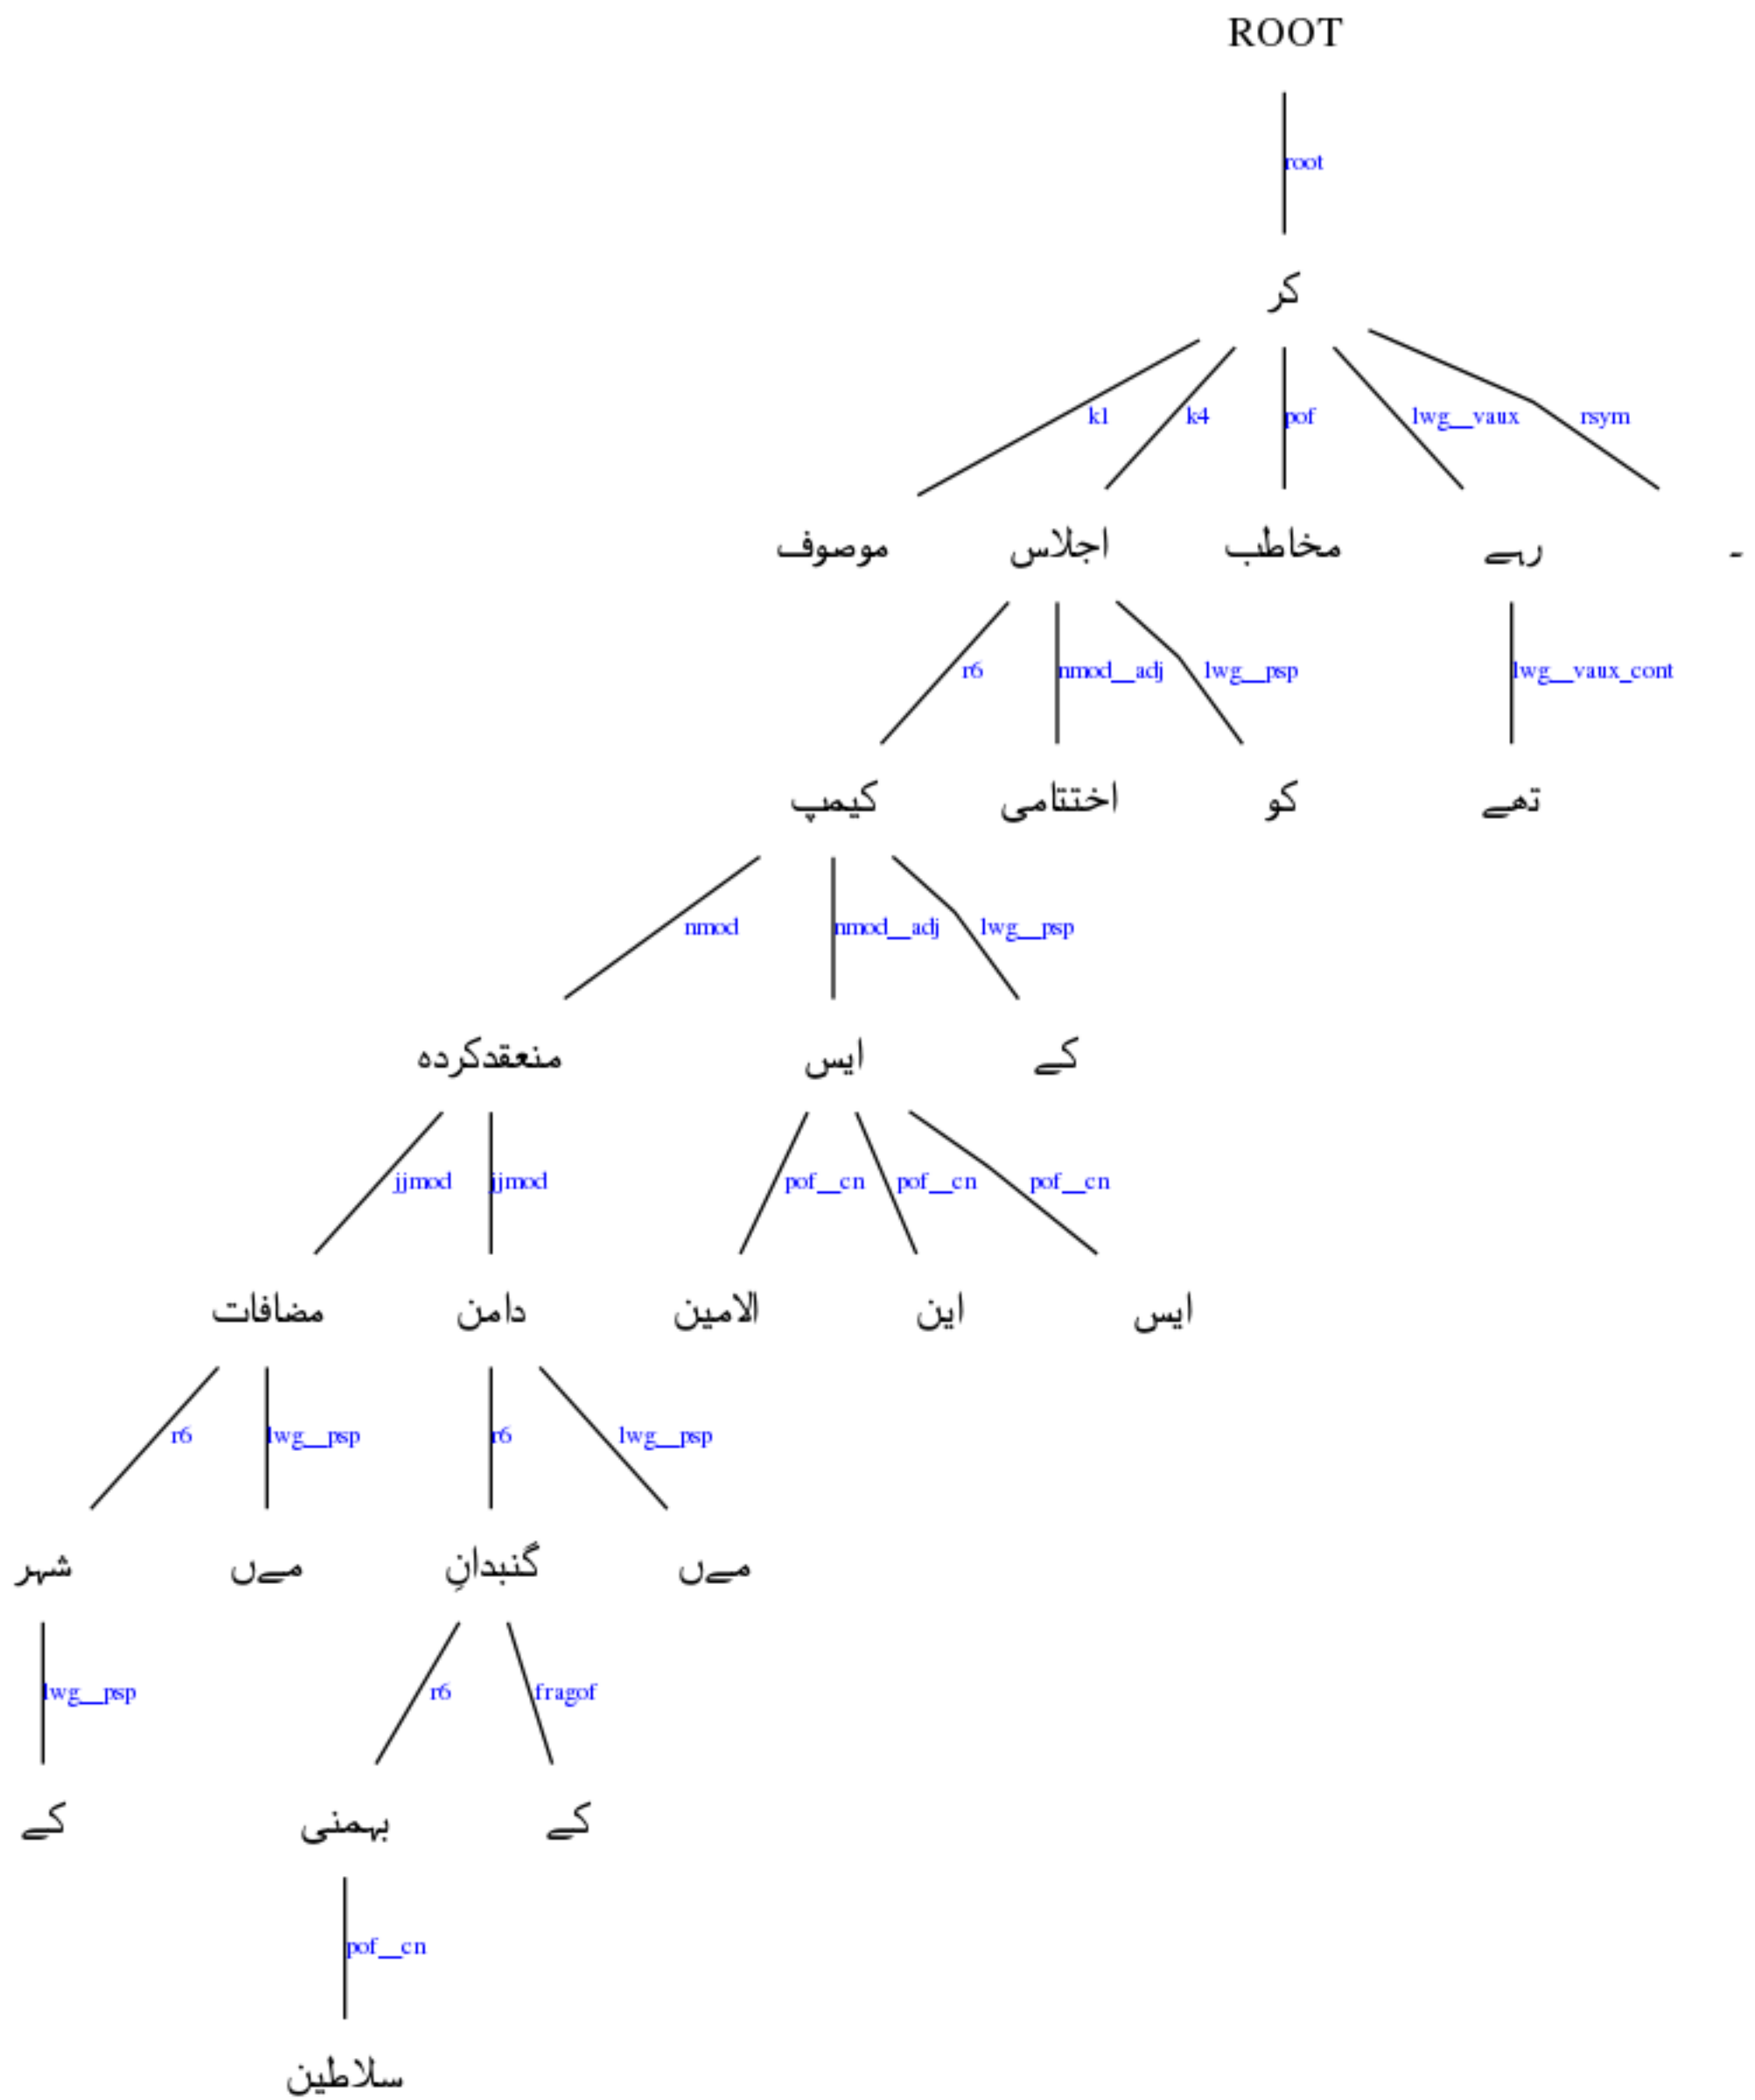 ROOT
root
کر
k1 k4 pof lwg__vaux rsym
موصوف اجلاس مخاطب رہے ۔
r6 nmod__adj lwg__psp lwg__vaux_cont
کیمپ اختتامی کو تھے
nmod nmod__adj lwg__psp
منعقدکردہ ایس کے
jjmod jjmod pof__cn pof__cn pof__cn
مضافات دامن الامین این ایس
r6 lwg__psp r6 lwg__psp
شہر مےں گنبدانِ مےں
lwg__psp r6 fragof
کے بہمنی کے
pof__cn
سلاطین